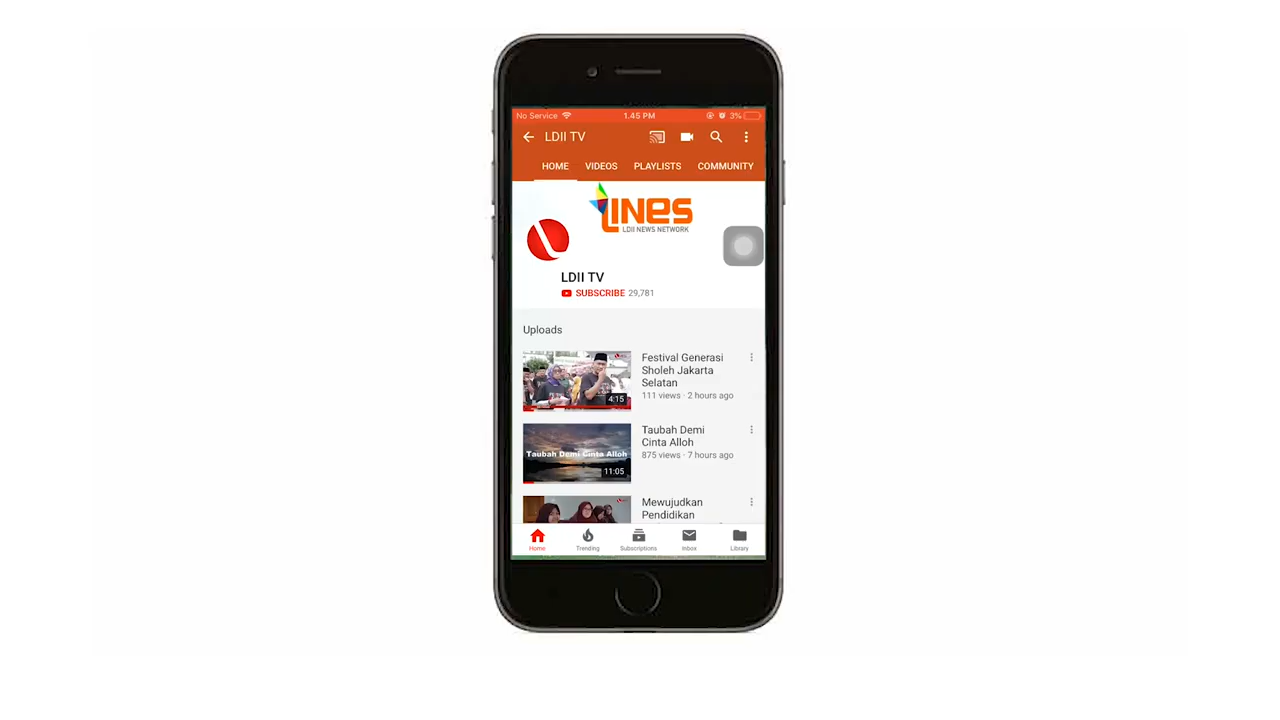 No Service 1.45 PM 3%
LDII TV
HOME VIDEOS PLAYLISTS COMMUNITY
LINES
LDII NEWS NETWORK
LDII TV
SUBSCRIBE 29,781
Uploads
4:15
Festival Generasi
Sholeh Jakarta
Selatan
111 views · 2 hours ago
Taubah Demi Cinta Alloh
11:05
Taubah Demi
Cinta Alloh
875 views · 7 hours ago
Mewujudkan
Pendidikan
Home Trending Subscriptions Inbox Library